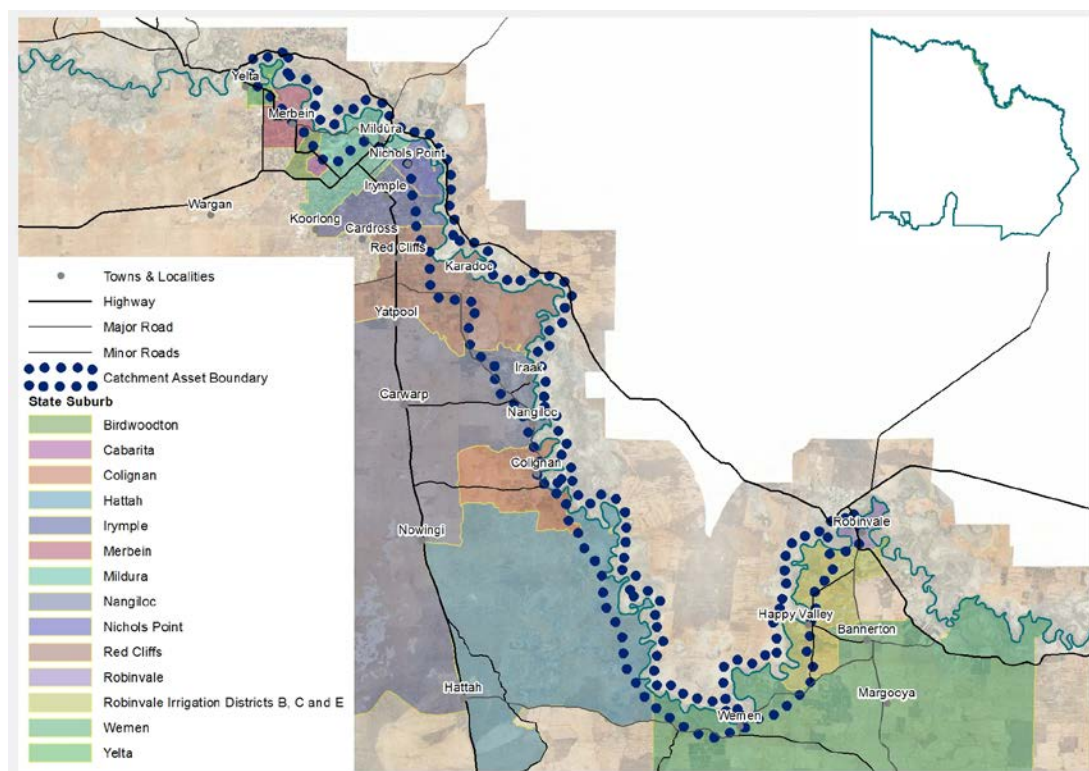 Yelta
Merbein
Mildura
Nichols Point
Irymple
Wargan
Koorlong
Cardross
Red Cliffs
Karadoc
Yatpool
Iraak
Carwarp
Nangiloc
Colignan
Nowingi
Robinvale
Happy Valley
Bannerton
Hattah
Margooya
Wemen
Towns & Localities
Highway
Major Road
Minor Roads
Catchment Asset Boundary
State Suburb
Birdwoodton
Cabarita
Colignan
Hattah
Irymple
Merbein
Mildura
Nangiloc
Nichols Point
Red Cliffs
Robinvale
Robinvale Irrigation Districts B, C and E
Wemen
Yelta